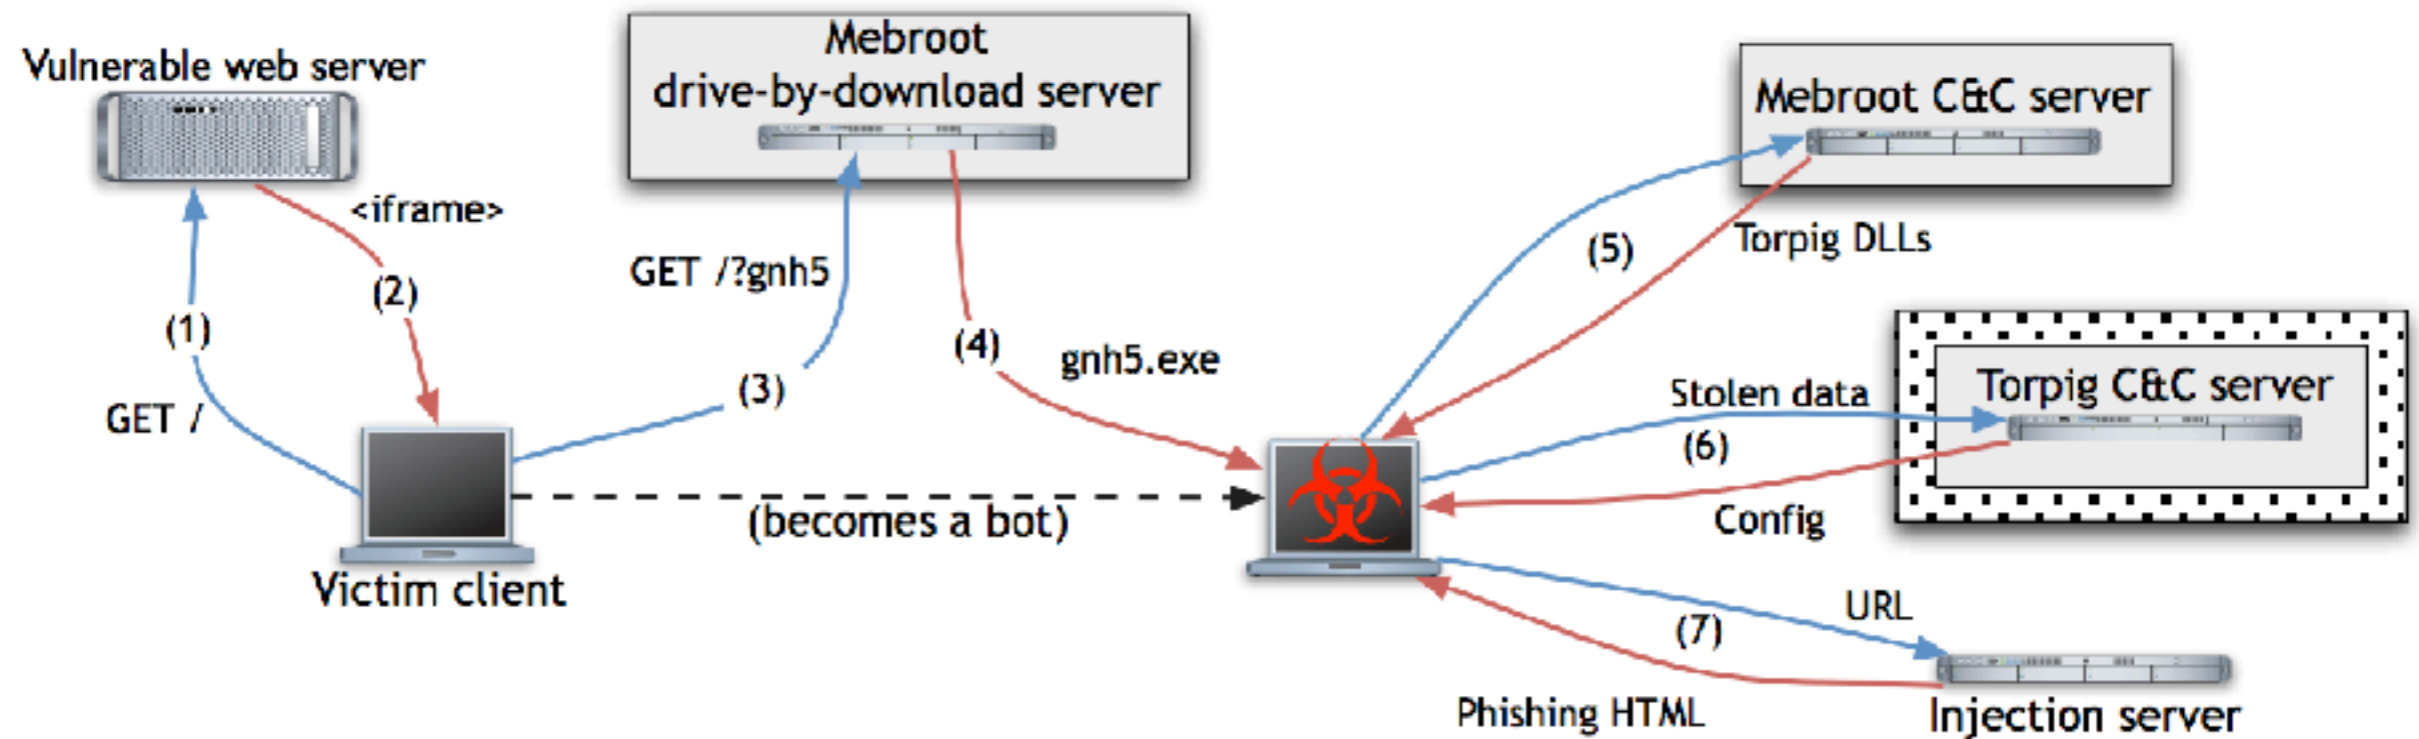 Vulnerable web server
<iframe>
(1)
(2)
GET /
Victim client
Mebroot
drive-by-download server
GET /?gnh5
(3)
(4)
gnh5.exe
(becomes a bot)
Mebroot C&C server
(5)
Torpig DLLs
Torpig C&C server
Stolen data
(6)
Config
URL
(7)
Phishing HTML
Injection server